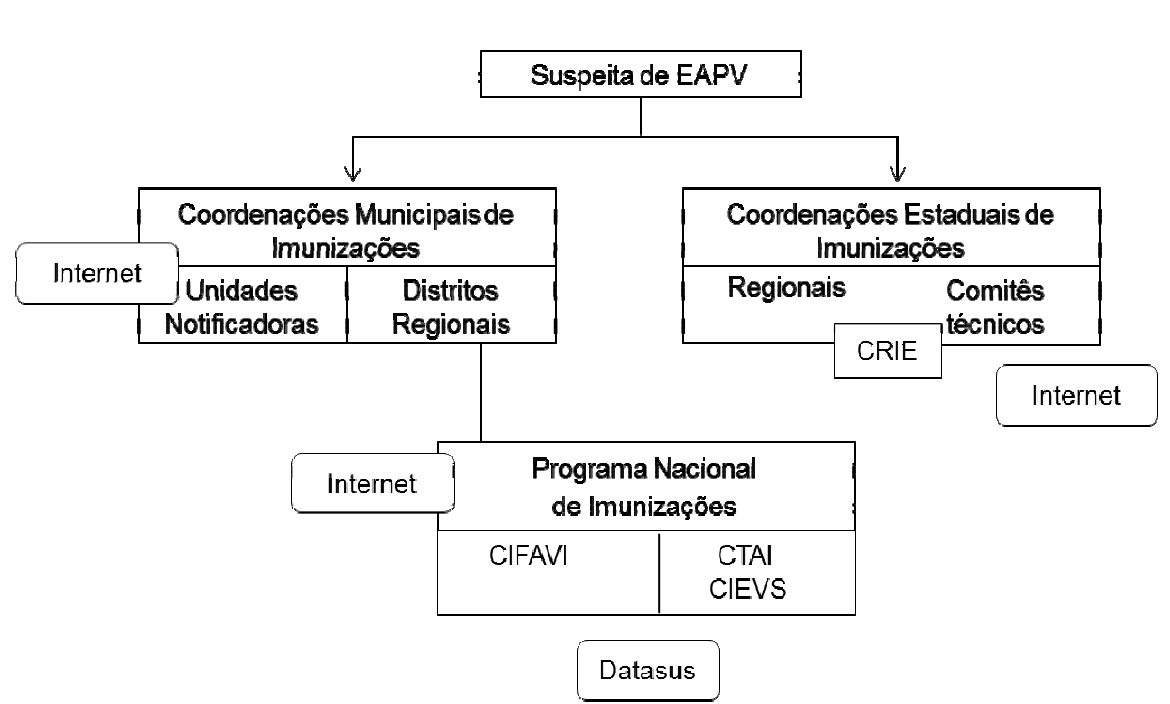 Suspeita de EAPV
Coordenações Municipais de
Imunizações
Internet
Unidades
Notificadoras
Distritos
Regionais
Coordenações Estaduais de
Imunizações
Regionais
Comitês
técnicos
CRIE
Internet
Internet
Programa Nacional
de Imunizações
CIFAVI
CTAI
CIEVS
Datasus